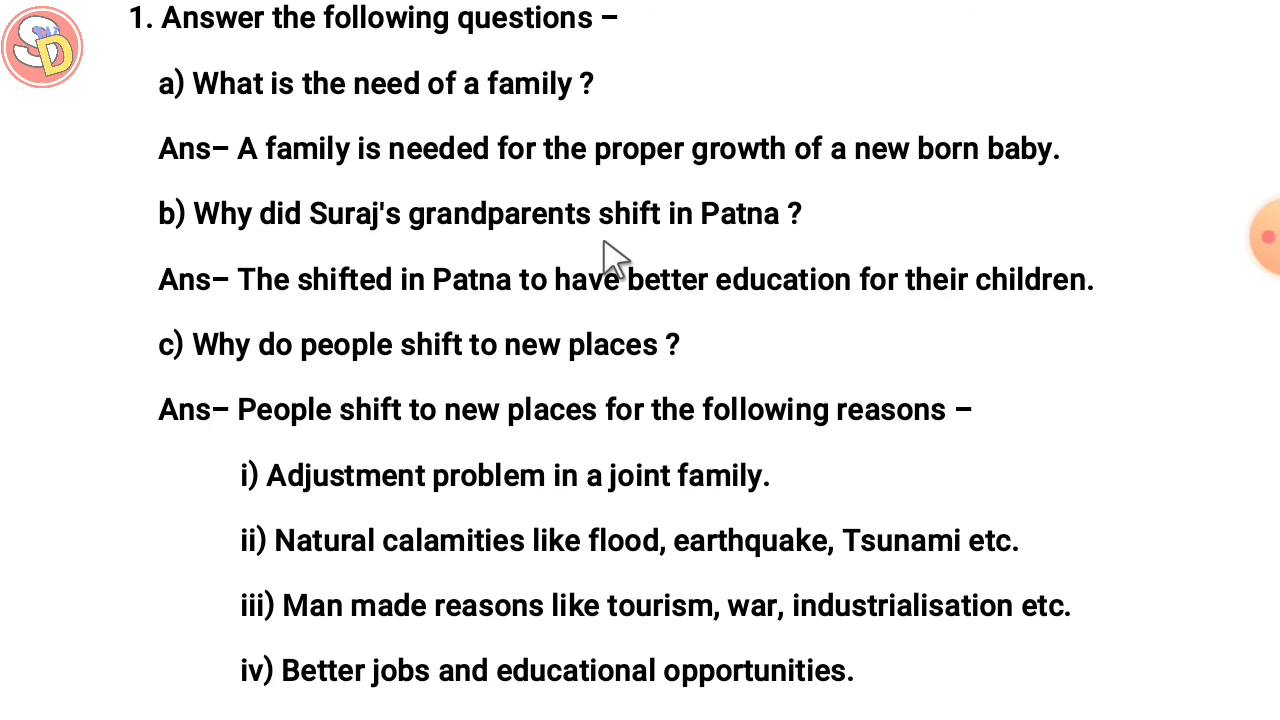 SD
1. Answer the following questions –
a) What is the need of a family ?
Ans– A family is needed for the proper growth of a new born baby.
b) Why did Suraj's grandparents shift in Patna ?
Ans– The shifted in Patna to have better education for their children.
c) Why do people shift to new places ?
Ans– People shift to new places for the following reasons –
i) Adjustment problem in a joint family.
ii) Natural calamities like flood, earthquake, Tsunami etc.
iii) Man made reasons like tourism, war, industrialisation etc.
iv) Better jobs and educational opportunities.